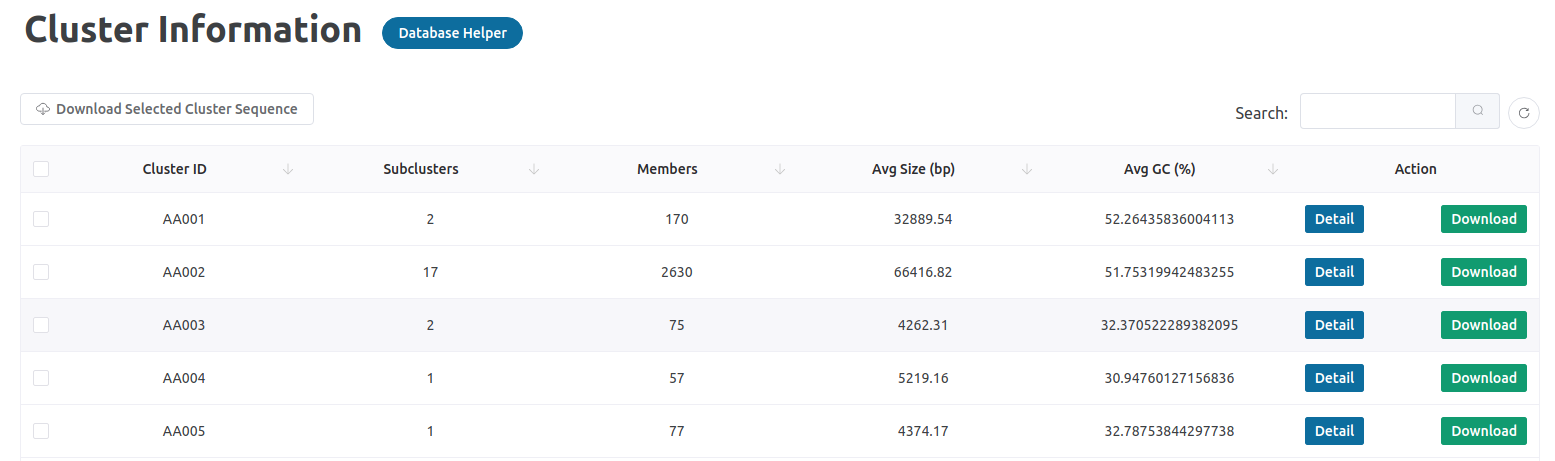 Cluster Information Database Helper
Download Selected Cluster Sequence Search:
Cluster ID Subclusters Members Avg Size (bp) Avg GC (%) Action
AA001 2 170 32889.54 52.26435836004113 Detail Download
AA002 17 2630 66416.82 51.75319942483255 Detail Download
AA003 2 75 4262.31 32.370522289382095 Detail Download
AA004 1 57 5219.16 30.94760127156836 Detail Download
AA005 1 77 4374.17 32.78753844297738 Detail Download